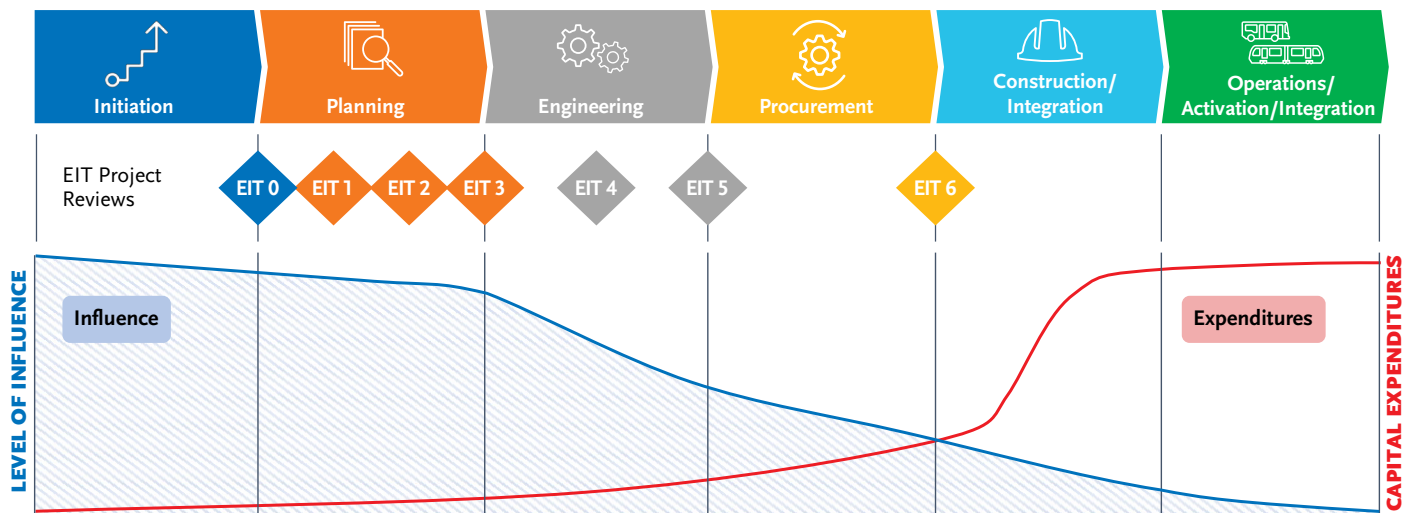 Initiation
Planning
Engineering
Procurement
Construction/
Integration
Operations/
Activation/Integration
EIT Project
Reviews
EIT 0
EIT 1
EIT 2
EIT 3
EIT 4
EIT 5
EIT 6
LEVEL OF INFLUENCE
Influence
Expenditures
CAPITAL EXPENDITURES